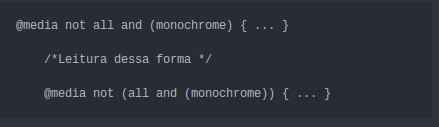 @media not all and (monochrome) { ... }
/*Leitura dessa forma */
@media not (all and (monochrome)) { ... }